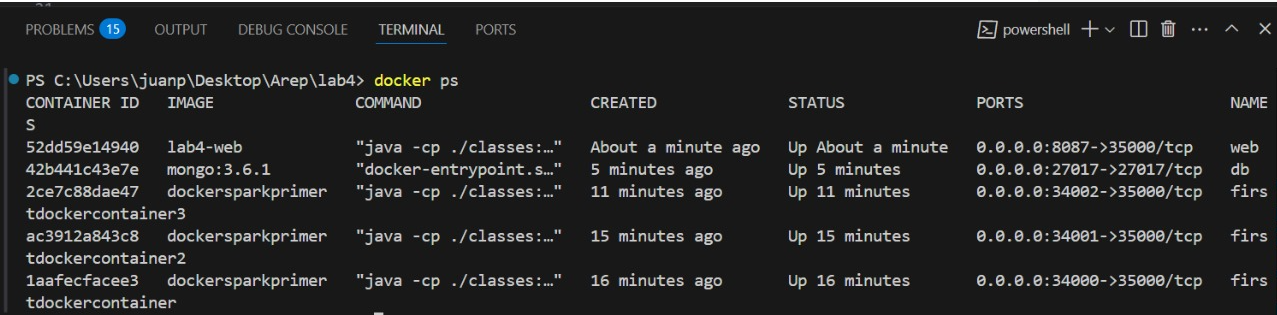 PROBLEMS 15 OUTPUT DEBUG CONSOLE TERMINAL PORTS powershell
PS C:\Users\juanp\Desktop\Arep\lab4> docker ps
CONTAINER ID IMAGE COMMAND CREATED STATUS PORTS NAME
S
52dd59e14940 lab4-web "java -cp ./classes:…" About a minute ago Up About a minute 0.0.0.0:8087->35000/tcp web
42b441c43e7e mongo:3.6.1 "docker-entrypoint.s…" 5 minutes ago Up 5 minutes 0.0.0.0:27017->27017/tcp db
2ce7c88dae47 dockersparkprimer "java -cp ./classes:…" 11 minutes ago Up 11 minutes 0.0.0.0:34002->35000/tcp firs
tdockercontainer3
ac3912a843c8 dockersparkprimer "java -cp ./classes:…" 15 minutes ago Up 15 minutes 0.0.0.0:34001->35000/tcp firs
tdockercontainer2
1aafecfacee3 dockersparkprimer "java -cp ./classes:…" 16 minutes ago Up 16 minutes 0.0.0.0:34000->35000/tcp firs
tdockercontainer